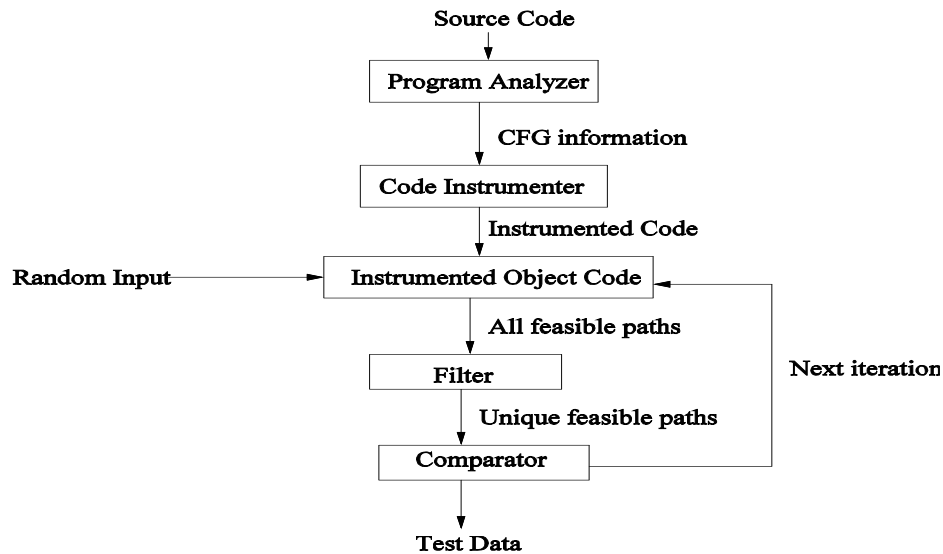 Source Code
Program Analyzer
CFG information
Code Instrumenter
Instrumented Code
Random Input
Instrumented Object Code
All feasible paths
Next iteration
Filter
Unique feasible paths
Comparator
Test Data